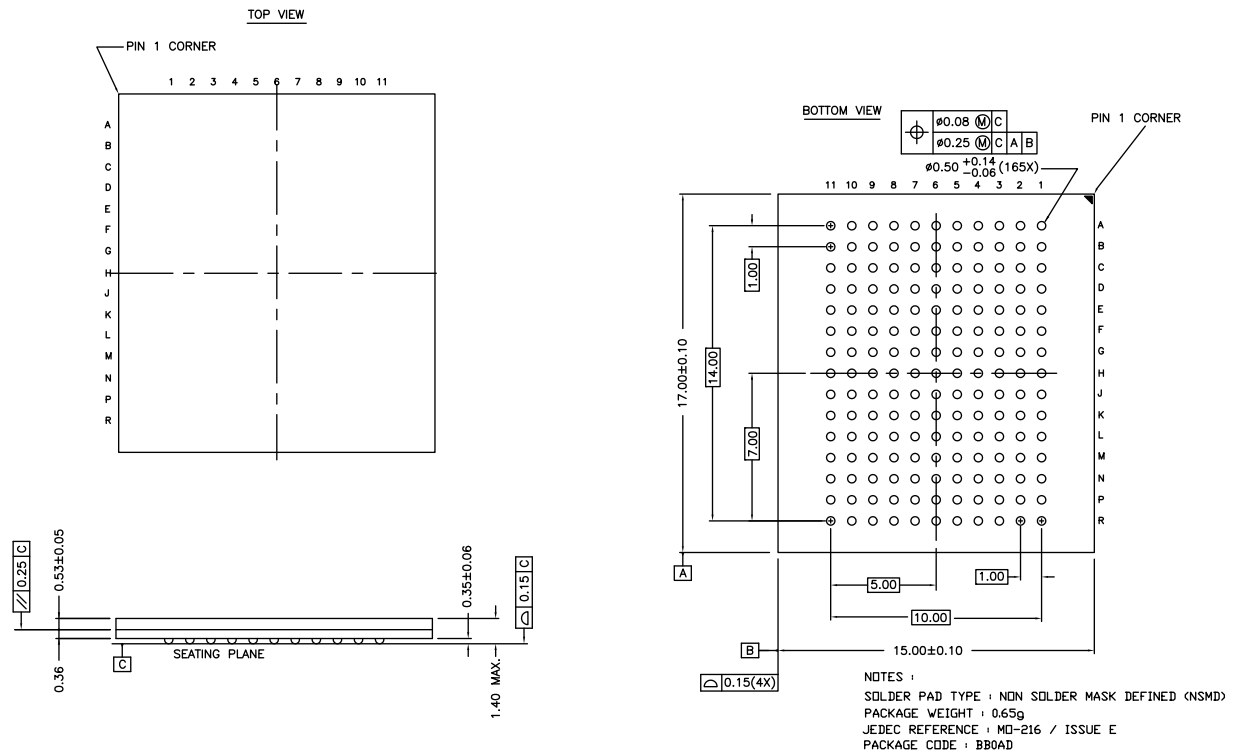 TOP VIEW
PIN 1 CORNER
1 2 3 4 5 6 7 8 9 10 11
A
B
C
D
E
F
G
H
J
K
L
M
N
P
R
BOTTOM VIEW
PIN 1 CORNER
ø0.08 Ⓜ C
ø0.25 Ⓜ C A B
ø0.50 +0.14 -0.06 (165X)
11 10 9 8 7 6 5 4 3 2 1
A
B
C
D
E
F
G
H
J
K
L
M
N
P
R
1.00
14.00
17.00±0.10
7.00
A
5.00
1.00
10.00
B
15.00±0.10
0.15(4X)
0.25 C
0.53±0.05
0.36
C
SEATING PLANE
0.35±0.06
0.15 C
1.40 MAX.
NOTES :
SOLDER PAD TYPE : NON SOLDER MASK DEFINED (NSMD)
PACKAGE WEIGHT : 0.65g
JEDEC REFERENCE : MO-216 / ISSUE E
PACKAGE CODE : BB0AD